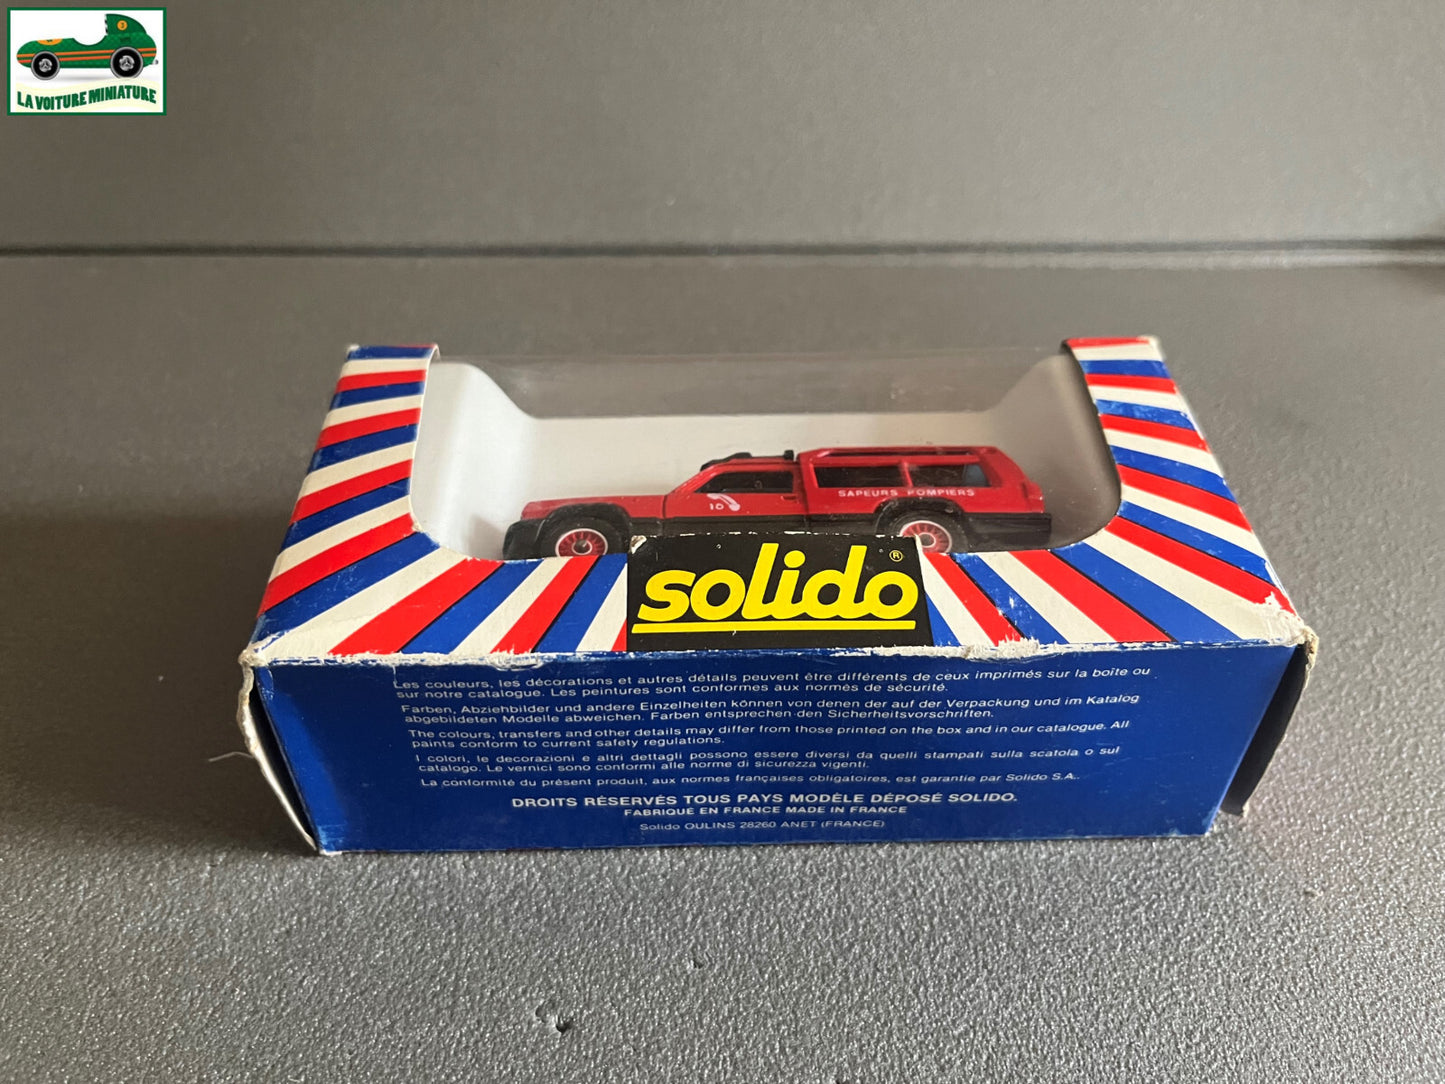 3
LA VOITURE MINIATURE
SAPEURS POMPIERS
10
solido ®
Les couleurs, les décorations et autres détails peuvent être différents de ceux imprimés sur la boîte ou
sur notre catalogue. Les peintures sont conformes aux normes de sécurité.
Farben, Abziehbilder und andere Einzelheiten können von denen der auf der Verpackung und im Katalog
abgebildeten Modelle abweichen. Farben entsprechen den Sicherheitsvorschriften.
The colours, transfers and other details may differ from those printed on the box and in our catalogue. All
paints conform to current safety regulations.
I colori, le decorazioni e altri dettagli possono essere diversi da quelli stampati sulla scatola o sul
catalogo. Le vernici sono conformi alle norme di sicurezza vigenti.
La conformité du présent produit, aux normes françaises obligatoires, est garantie par Solido S.A..
DROITS RÉSERVÉS TOUS PAYS MODÈLE DÉPOSÉ SOLIDO.
FABRIQUÉ EN FRANCE MADE IN FRANCE
Solido OULINS 28260 ANET (FRANCE)